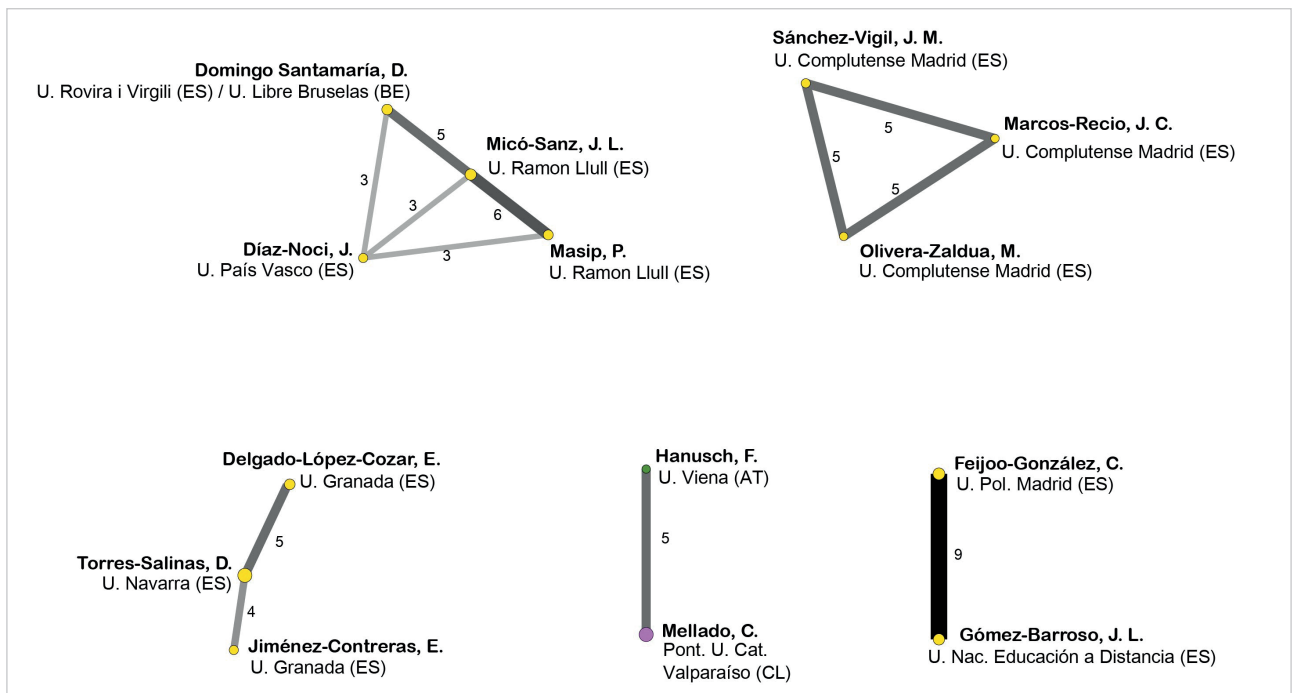 Domingo Santamaría, D.
U. Rovira i Virgili (ES) / U. Libre Bruselas (BE)
5
Micó-Sanz, J. L.
U. Ramon Llull (ES)
3
3
6
Díaz-Noci, J.
U. País Vasco (ES)
3
Masip, P.
U. Ramon Llull (ES)
Sánchez-Vigil, J. M.
U. Complutense Madrid (ES)
5
Marcos-Recio, J. C.
U. Complutense Madrid (ES)
5
5
Olivera-Zaldua, M.
U. Complutense Madrid (ES)
Delgado-López-Cozar, E.
U. Granada (ES)
5
Torres-Salinas, D.
U. Navarra (ES)
4
Jiménez-Contreras, E.
U. Granada (ES)
Hanusch, F.
U. Viena (AT)
5
Mellado, C.
Pont. U. Cat.
Valparaíso (CL)
Feijoo-González, C.
U. Pol. Madrid (ES)
9
Gómez-Barroso, J. L.
U. Nac. Educación a Distancia (ES)